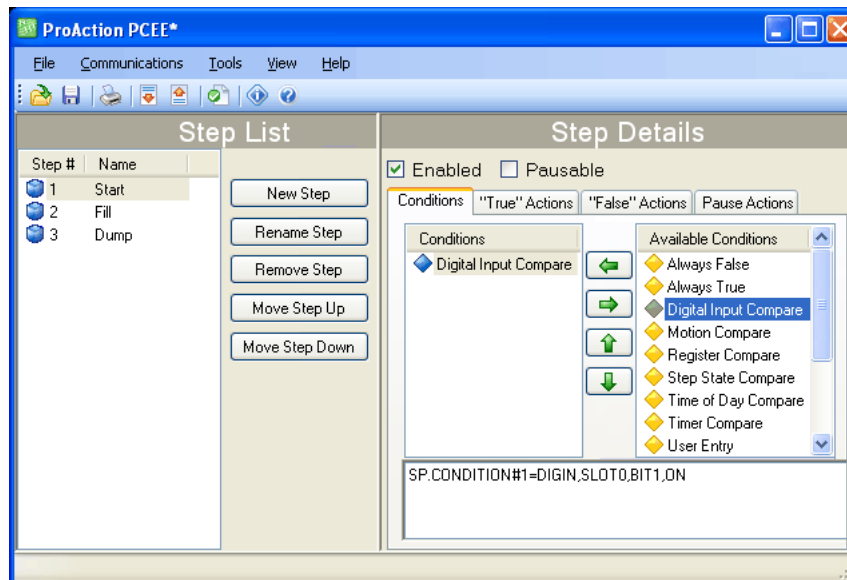 ProAction PCEE*
File Communications Tools View Help
Step List
Step Details
Step # Name
1 Start
2 Fill
3 Dump
New Step
Rename Step
Remove Step
Move Step Up
Move Step Down
Enabled Pausable
Conditions "True" Actions "False" Actions Pause Actions
Conditions
Digital Input Compare
Available Conditions
Always False
Always True
Digital Input Compare
Motion Compare
Register Compare
Step State Compare
Time of Day Compare
Timer Compare
User Entry
SP.CONDITION#1=DIGIN,SLOT0,BIT1,ON